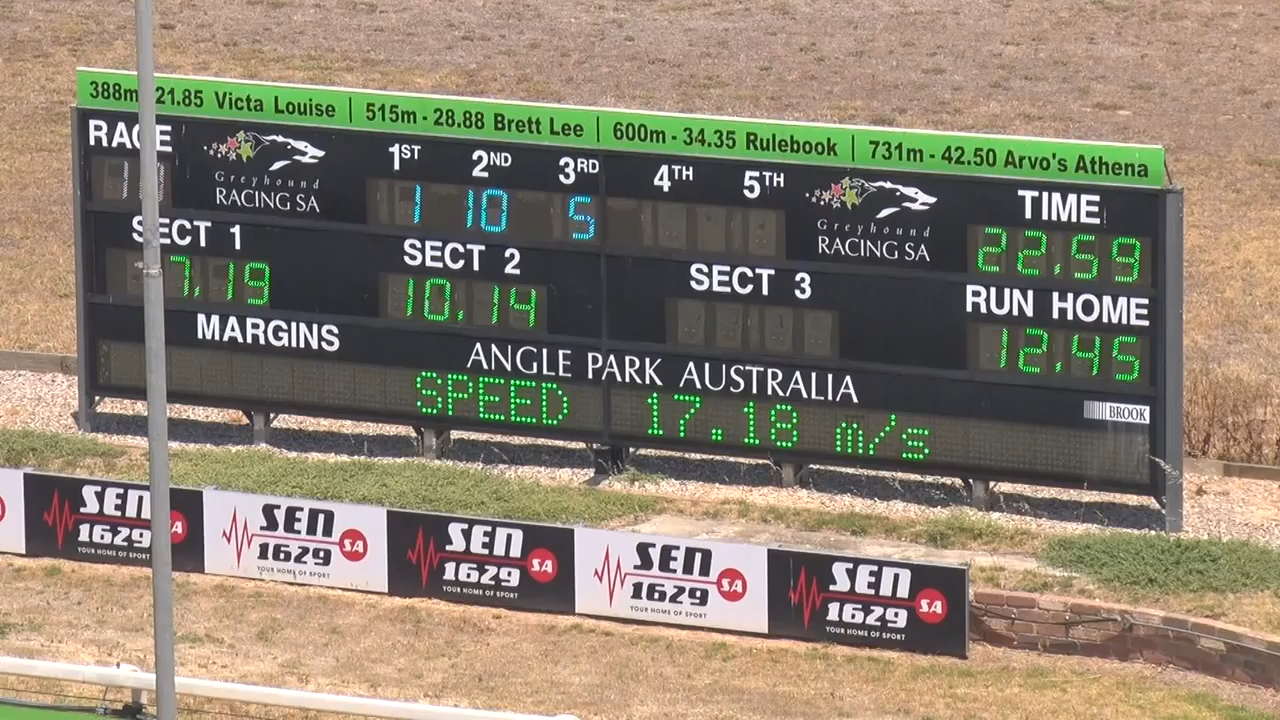 388m 21.85 Victa Louise | 515m - 28.88 Brett Lee | 600m - 34.35 Rulebook | 731m - 42.50 Arvo's Athena
RACE
Greyhound
RACING SA
1ST 2ND 3RD 4TH 5TH
1 10 5
Greyhound
RACING SA
TIME
22.59
SECT 1
7.19
SECT 2
10.14
SECT 3
RUN HOME
12.45
MARGINS
ANGLE PARK AUSTRALIA
SPEED 17.18 m/s
BROOK
SEN SA
1629
YOUR HOME OF SPORT
SEN SA
1629
YOUR HOME OF SPORT
SEN SA
1629
YOUR HOME OF SPORT
SEN SA
1629
YOUR HOME OF SPORT
SEN SA
1629
YOUR HOME OF SPORT